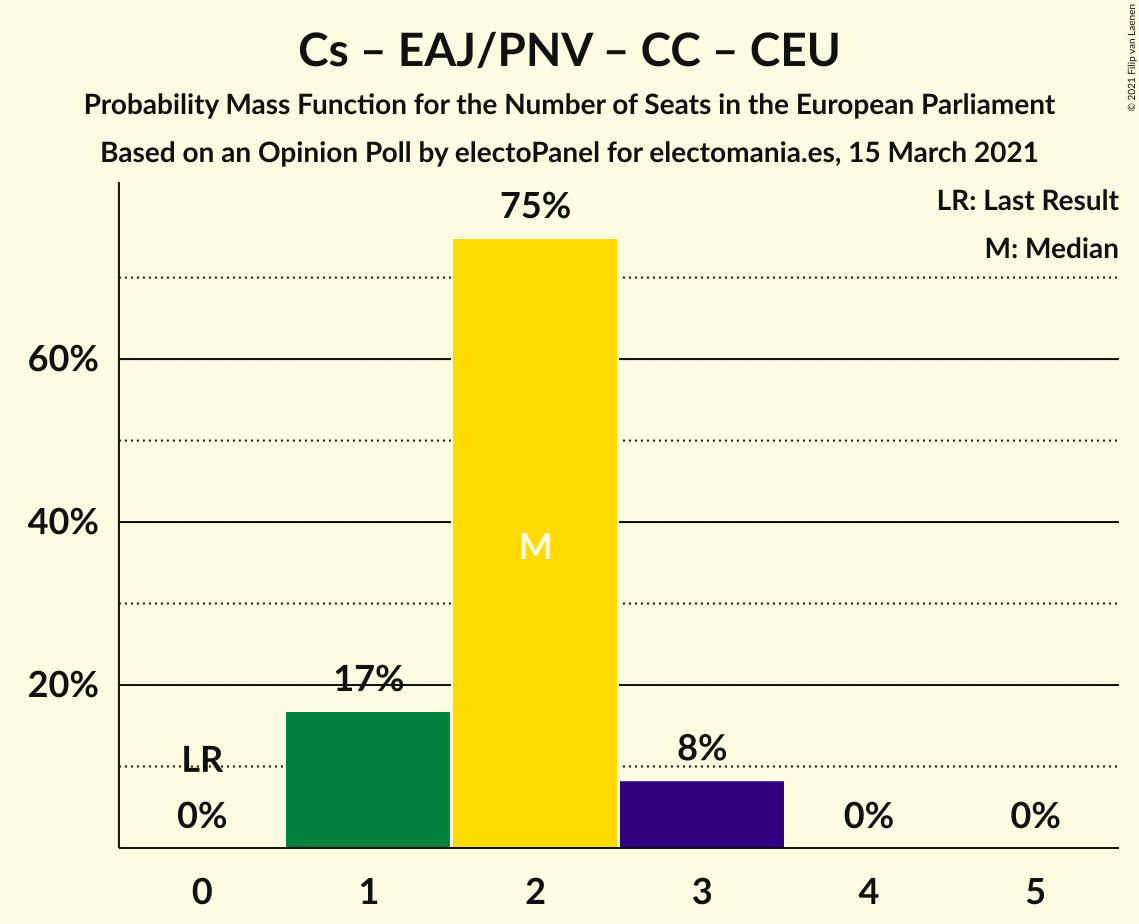 Cs – EAJ/PNV – CC – CEU
Probability Mass Function for the Number of Seats in the European Parliament
Based on an Opinion Poll by electoPanel for electomania.es, 15 March 2021
© 2021 Filip van Laenen
LR: Last Result
M: Median
75%
60%
40%
M
20%
17%
LR
8%
0%
0%
0%
0 1 2 3 4 5